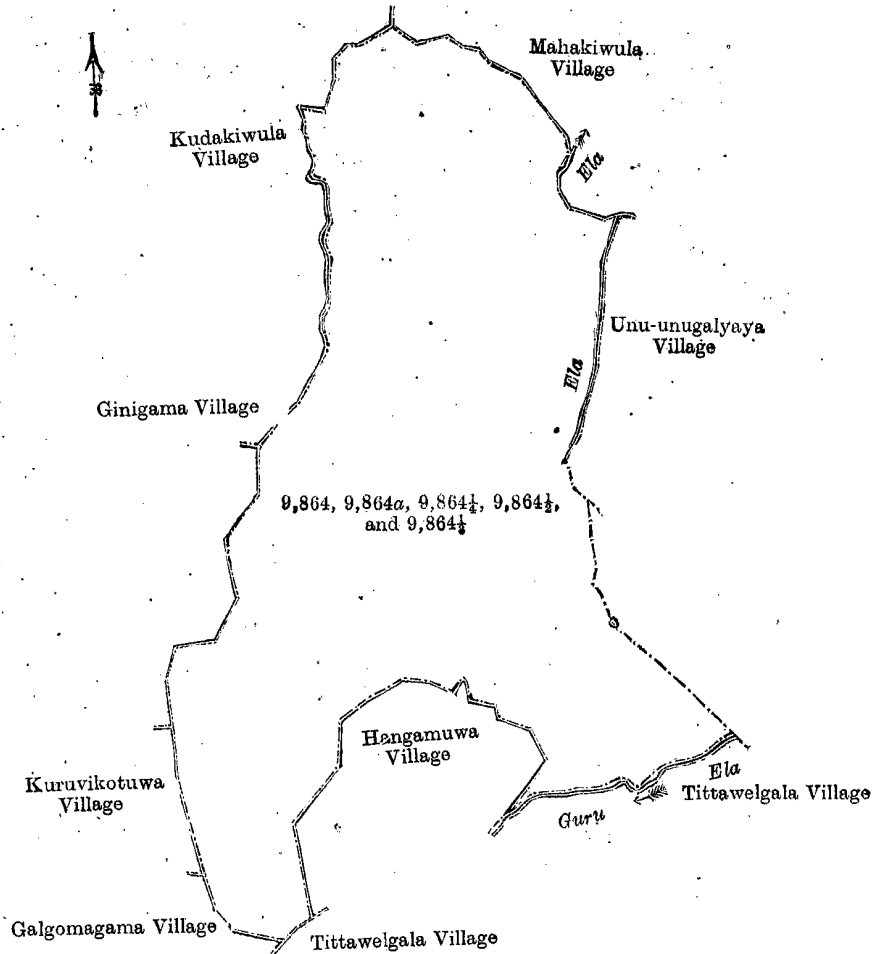 Mahakiwula
Village
Kudakiwula
Village
Ela
Unu-unugalyaya
Village
Ela
Ginigama Village
9,864, 9,864a, 9,864¼, 9,864½,
and 9,864⅛
Hangamuwa
Village
Kuruvikotuwa
Village
Ela
Tittawelgala Village
Guru
Galgomagama Village
Tittawelgala Village